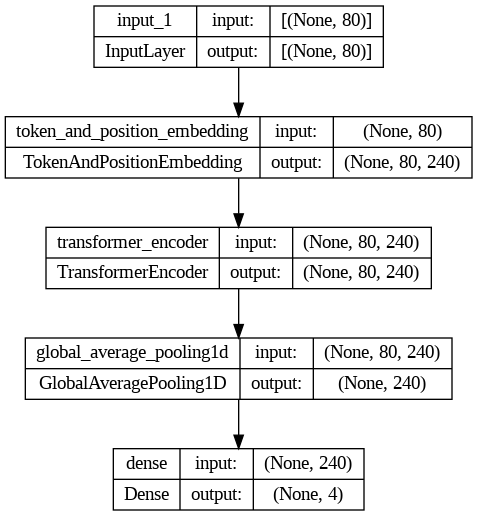 input_1 input: [(None, 80)]
InputLayer output: [(None, 80)]
token_and_position_embedding input: (None, 80)
TokenAndPositionEmbedding output: (None, 80, 240)
transformer_encoder input: (None, 80, 240)
TransformerEncoder output: (None, 80, 240)
global_average_pooling1d input: (None, 80, 240)
GlobalAveragePooling1D output: (None, 240)
dense input: (None, 240)
Dense output: (None, 4)